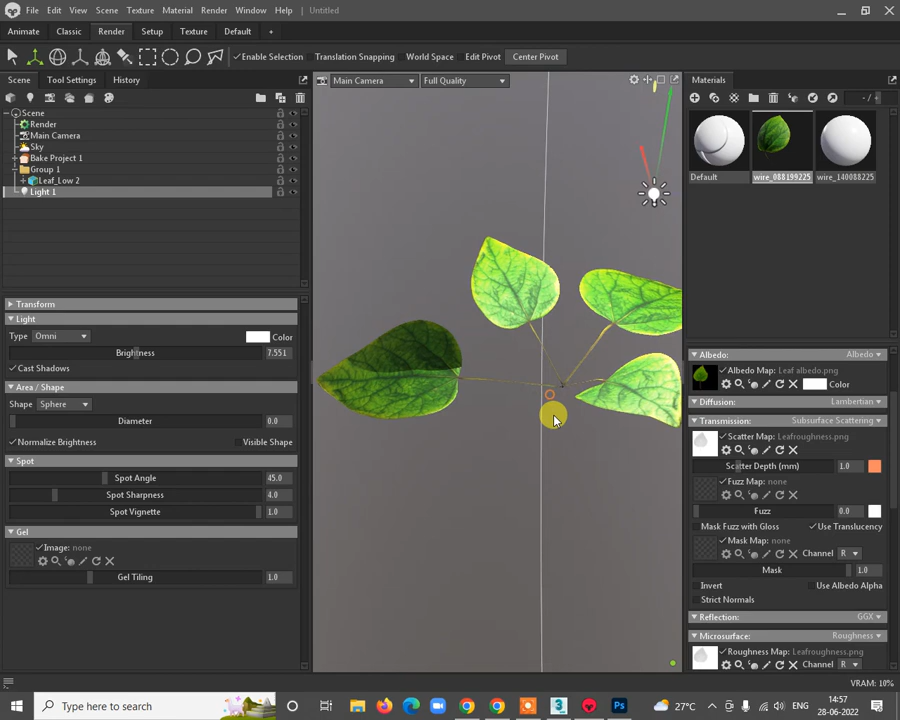 File Edit View Scene Texture Material Render Window Help Untitled
Animate Classic Render Setup Texture Default +
Enable Selection Translation Snapping World Space Edit Pivot Center Pivot
Scene Tool Settings History
Main Camera Full Quality
Materials
- /
Scene
Render
Main Camera
Sky
Bake Project 1
Group 1
Leaf_Low 2
Light 1
Default wire_088199225 wire_140088225
Transform
Light
Type Omni Color
Brightness 7.551
Cast Shadows
Area / Shape
Shape Sphere
Diameter 0.0
Normalize Brightness Visible Shape
Spot
Spot Angle 45.0
Spot Sharpness 4.0
Spot Vignette 1.0
Gel
Image: none
Gel Tiling 1.0
Albedo: Albedo
Albedo Map: Leaf albedo.png
Color
Diffusion: Lambertian
Transmission: Subsurface Scattering
Scatter Map: Leafroughness.png
Scatter Depth (mm) 1.0
Fuzz Map: none
Fuzz 0.0
Mask Fuzz with Gloss Use Translucency
Mask Map: none
Channel R
Mask 1.0
Invert Use Albedo Alpha
Strict Normals
Reflection: GGX
Microsurface: Roughness
Roughness Map: Leafroughness.png
Channel R
VRAM: 10%
Type here to search
27°C
14:57
28-06-2022